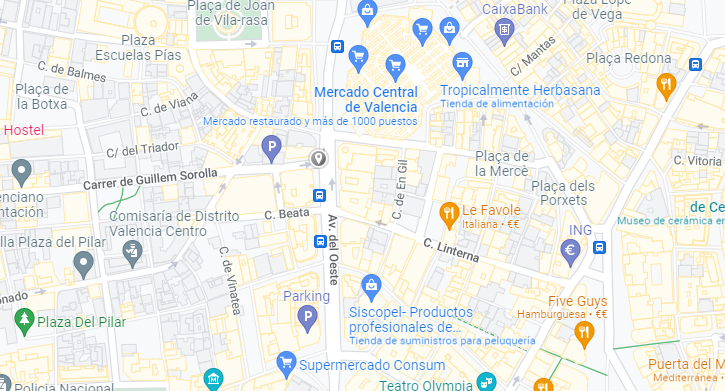 Plaça de Joan
de Vila-rasa
CaixaBank
Plaza Lope
de Vega
Plaza
Escuelas Pías
C/ Mantas
Plaça Redona
C. de Balmes
Mercado Central
de Valencia
Mercado restaurado y más de 1000 puestos
Tropicalmente Herbasana
Tienda de alimentación
Plaça de
la Botxa
C. de Viana
Hostel
C/ del Triador
P
Plaça de
la Mercè
C. Vitoria
Carrer de Guillem Sorolla
C. de En Gil
enciano
ntación
Plaça dels
Porxets
Comisaría de Distrito
Valencia Centro
C. Beata
Le Favole
Italiana • €€
de Ce
Museo de cerámica en
ING
€
lla Plaza del Pilar
Av. del Oeste
C. Linterna
C. de Vinatea
onado
Parking
P
Siscopel- Productos
profesionales de...
Tienda de suministros para peluquería
Five Guys
Hamburguesa • €€
Plaza Del Pilar
Supermercado Consum
Puerta del M
Mediterránea
Policía Nacional
Teatro Olympia